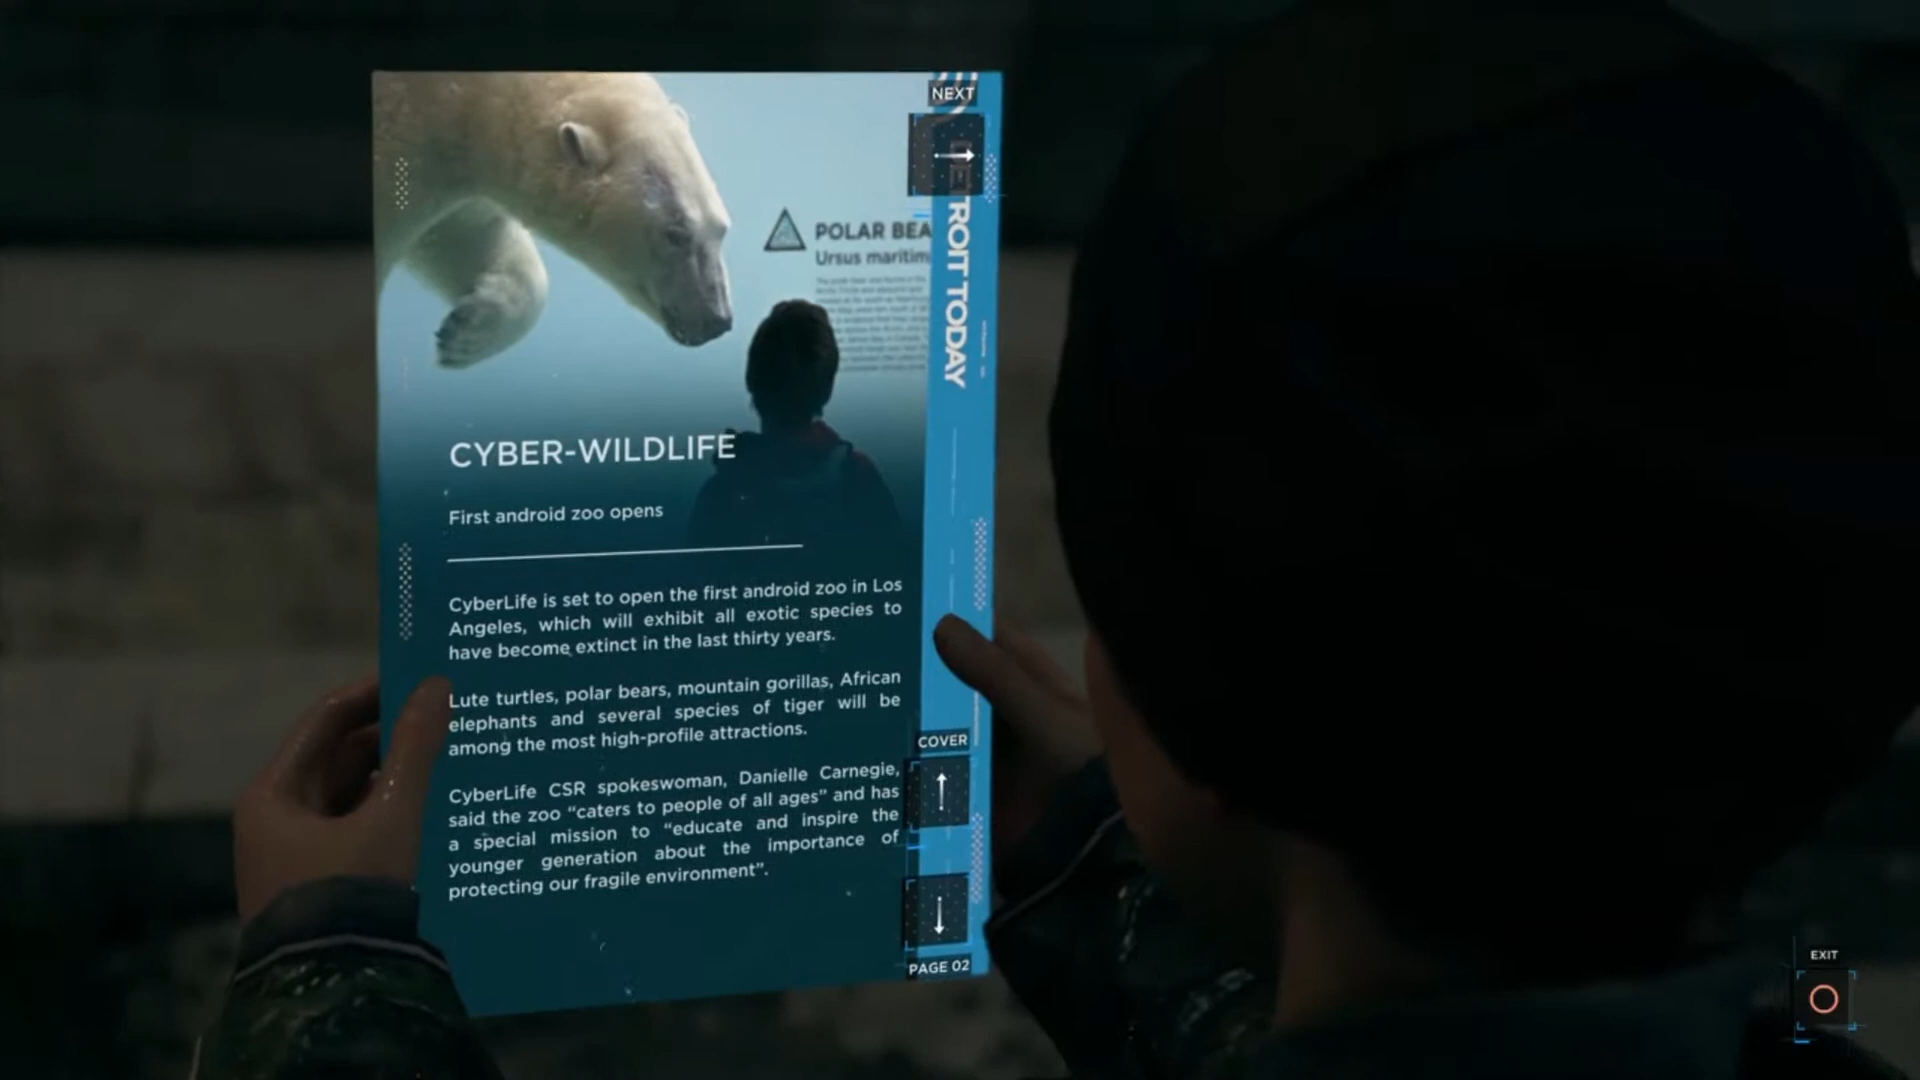 NEXT
POLAR BEA
Ursus maritim
DETROIT TODAY
CYBER-WILDLIFE
First android zoo opens
CyberLife is set to open the first android zoo in Los
Angeles, which will exhibit all exotic species to
have become extinct in the last thirty years.
Lute turtles, polar bears, mountain gorillas, African
elephants and several species of tiger will be
among the most high-profile attractions.
CyberLife CSR spokeswoman, Danielle Carnegie,
said the zoo “caters to people of all ages” and has
a special mission to “educate and inspire the
younger generation about the importance of
protecting our fragile environment”.
COVER
PAGE 02
EXIT